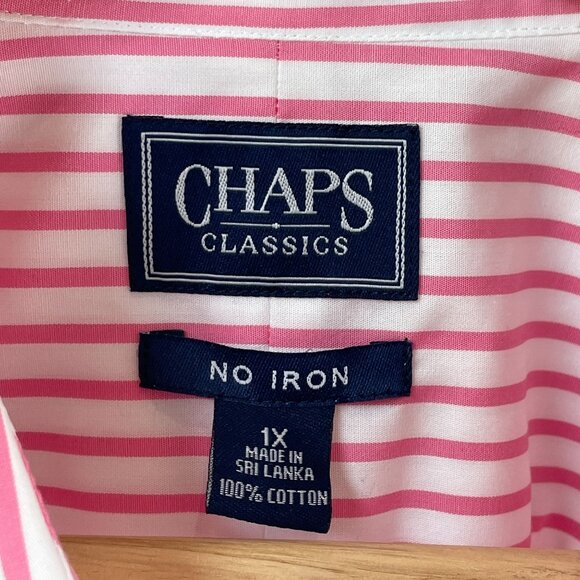 CHAPS
CLASSICS
NO IRON
1X
MADE IN
SRI LANKA
100% COTTON